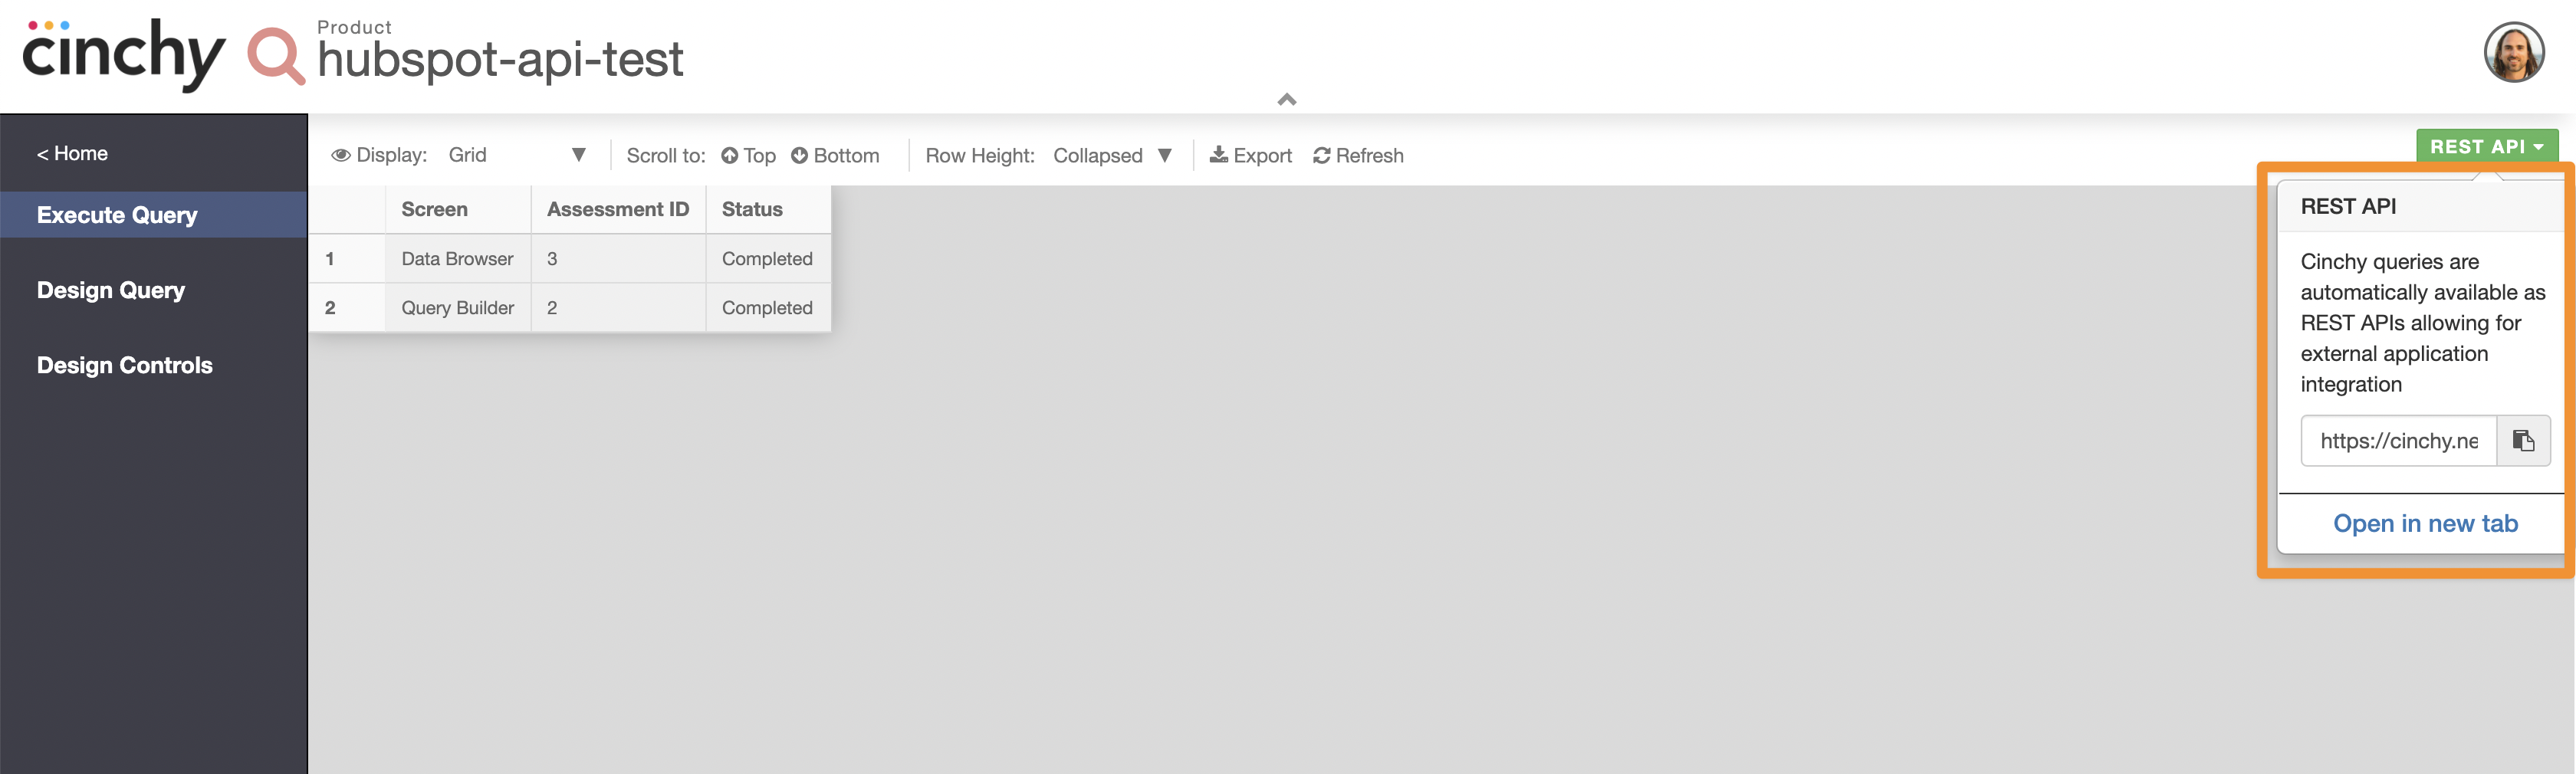 cinchy
Product
hubspot-api-test
< Home
Execute Query
Design Query
Design Controls
Display: Grid ▼ Scroll to: Top Bottom Row Height: Collapsed ▼ Export Refresh
REST API
Screen Assessment ID Status
1 Data Browser 3 Completed
2 Query Builder 2 Completed
REST API
Cinchy queries are
automatically available as
REST APIs allowing for
external application
integration
https://cinchy.ne
Open in new tab